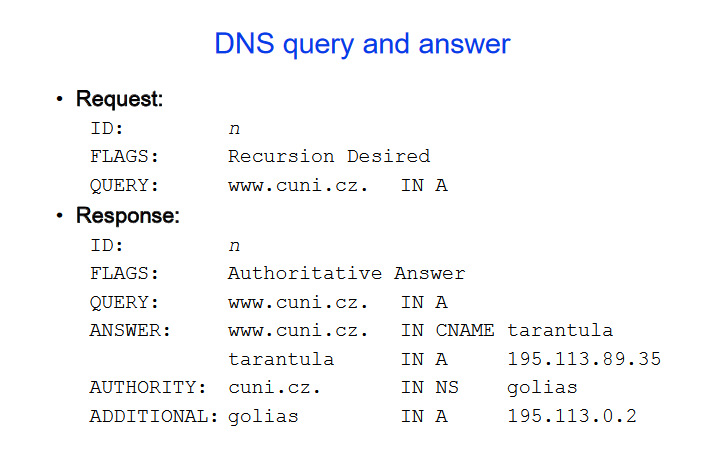 DNS query and answer
• Request:
ID: n
FLAGS: Recursion Desired
QUERY: www.cuni.cz. IN A
• Response:
ID: n
FLAGS: Authoritative Answer
QUERY: www.cuni.cz. IN A
ANSWER: www.cuni.cz. IN CNAME tarantula
tarantula IN A 195.113.89.35
AUTHORITY: cuni.cz. IN NS golias
ADDITIONAL: golias IN A 195.113.0.2